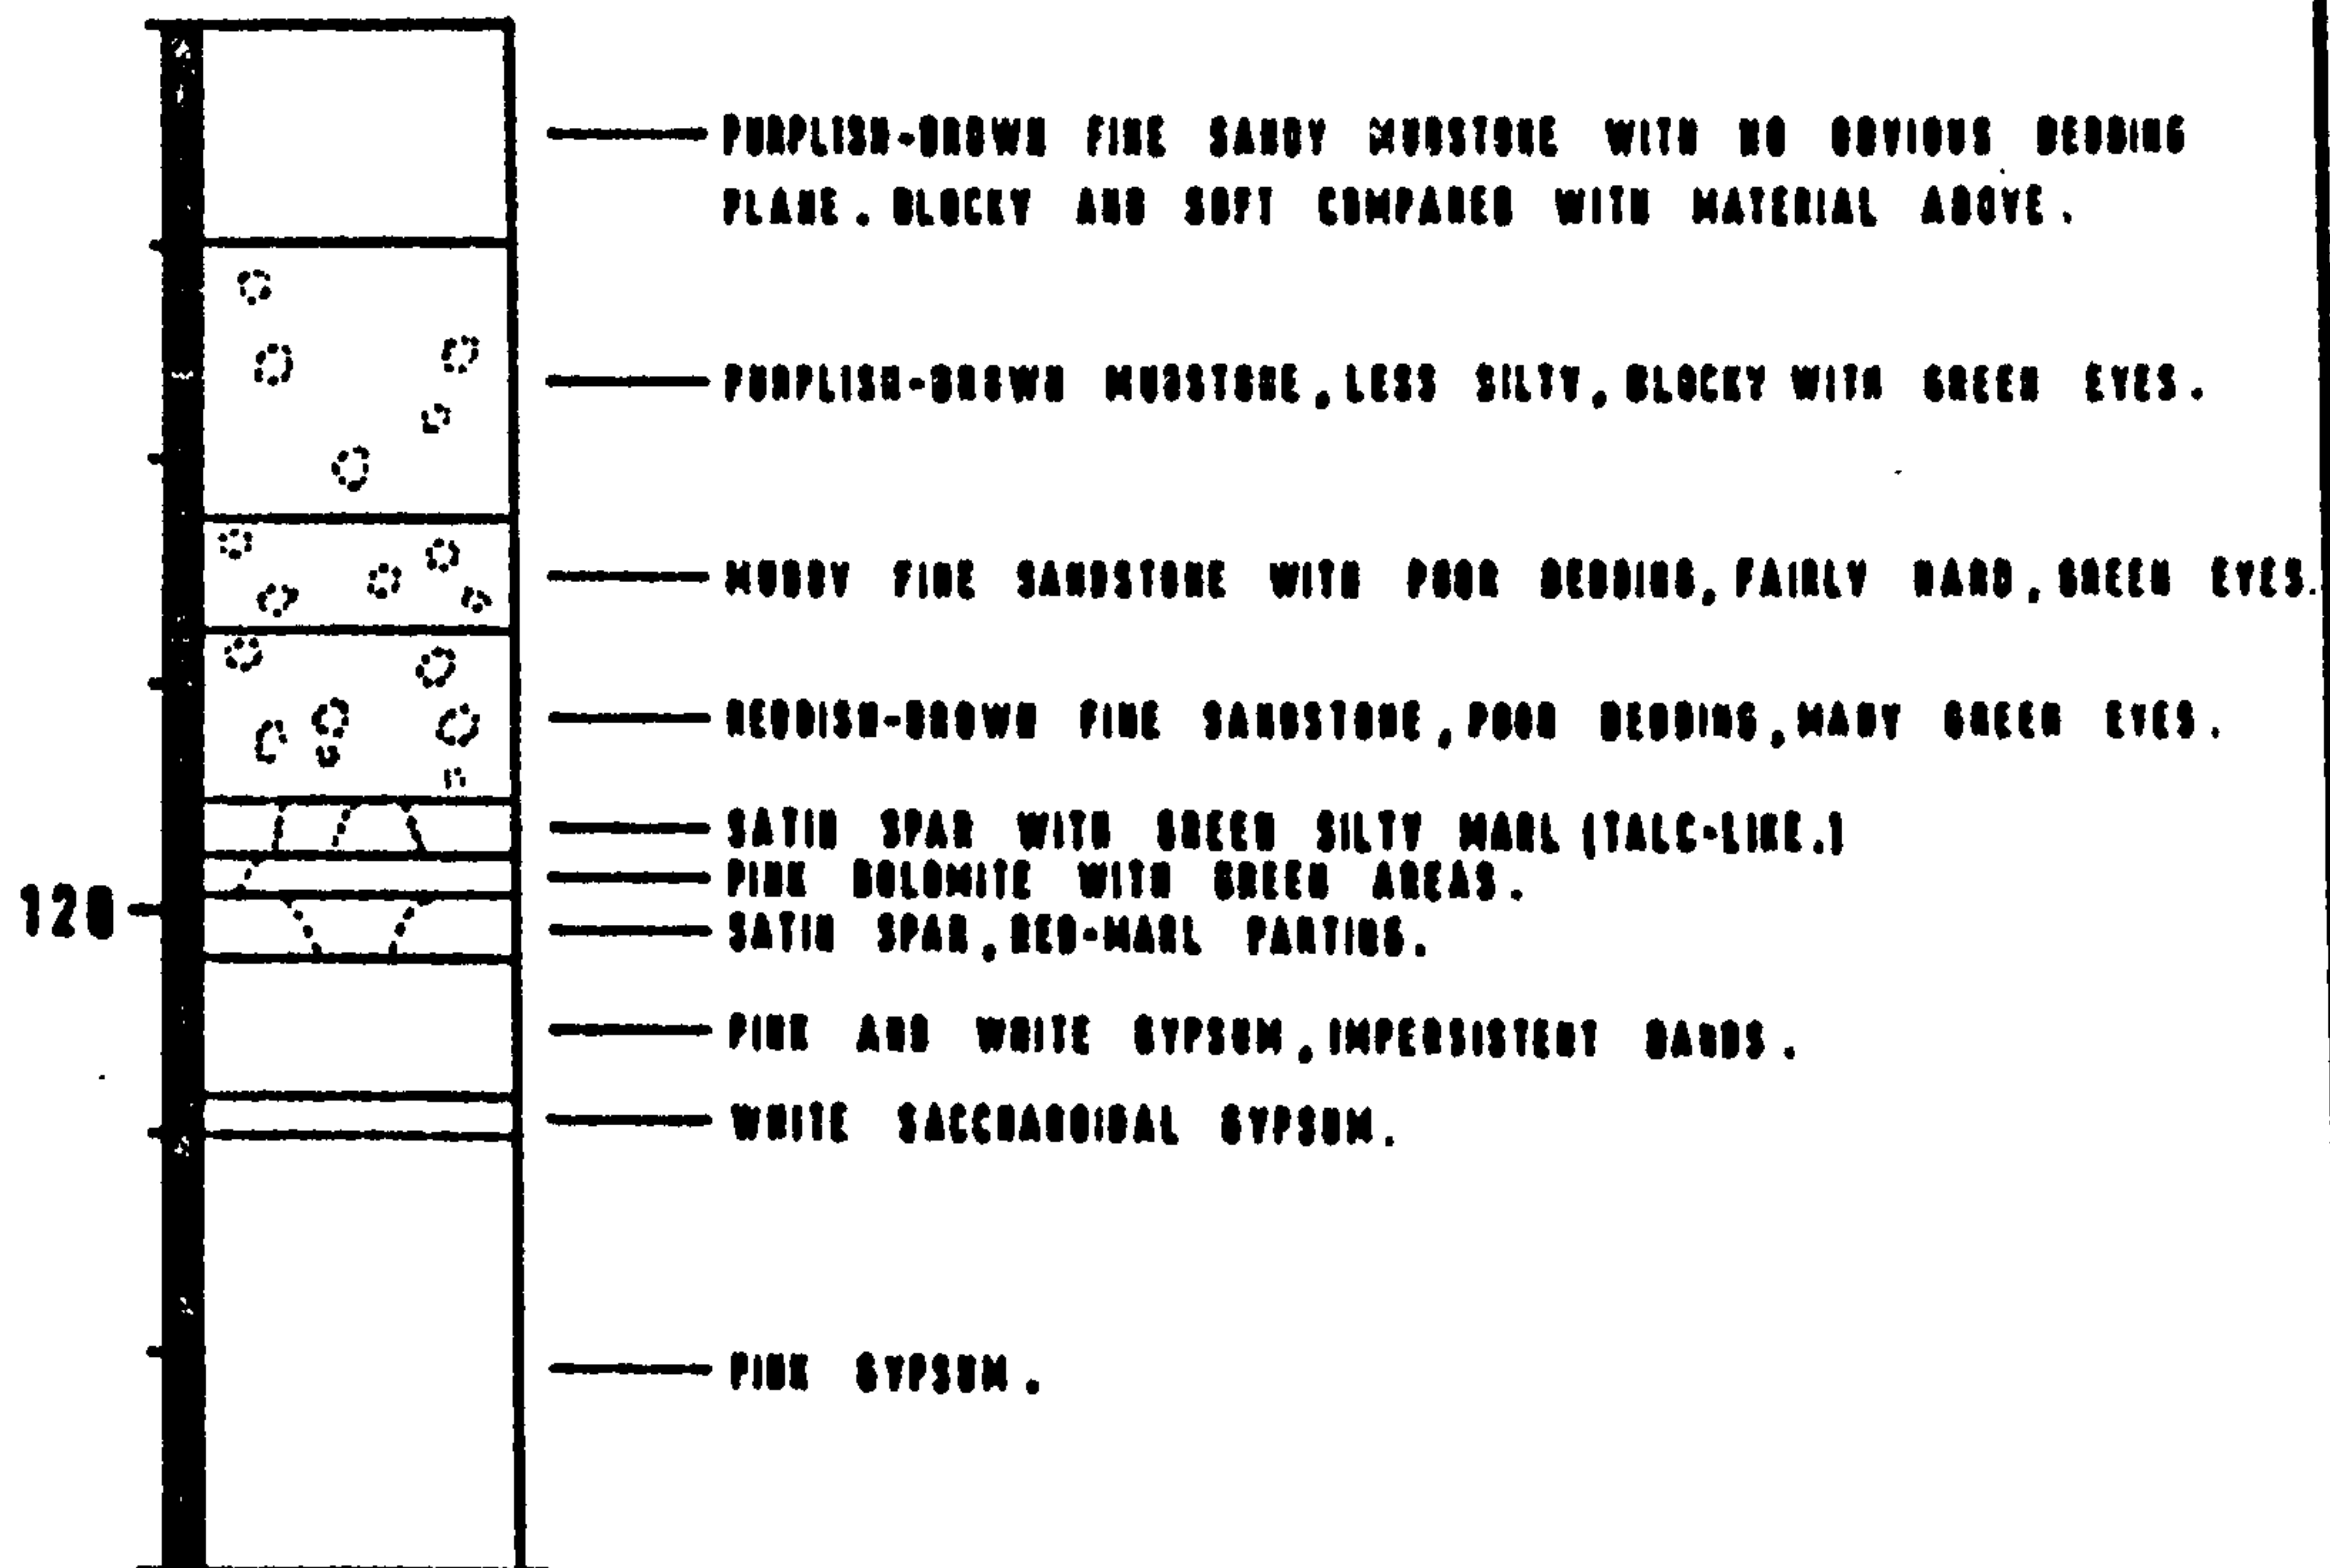 PURPLISH-BROWN FINE SANDY MUDSTONE WITH NO OBVIOUS BEDDING
PLANE. BLOCKY AND SOFT COMPARED WITH MATERIAL ABOVE.
PURPLISH-BROWN MUDSTONE, LESS SILTY, BLOCKY WITH GREEN EYES.
MUDDY FINE SANDSTONE WITH POOR BEDDING, FAIRLY HARD, GREEN EYES.
REDDISH-BROWN FINE SANDSTONE, POOR BEDDING, MANY GREEN EYES.
SATIN SPAR WITH GREEN SILTY MARL (TALC-LIKE.)
PINK DOLOMITE WITH GREEN AREAS.
120
SATIN SPAR, RED-MARL PARTING.
PINK AND WHITE GYPSUM, IMPERSISTENT BANDS.
WHITE SACCHAROIDAL GYPSUM.
PINK GYPSUM.